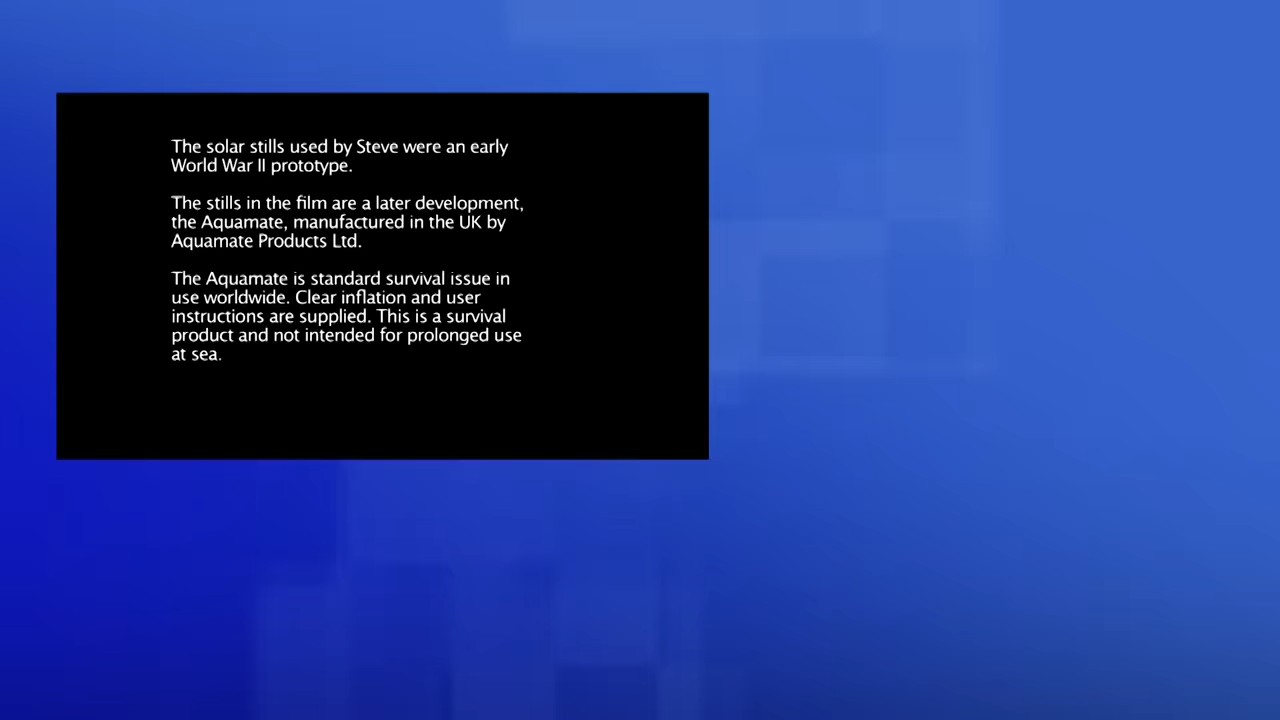 The solar stills used by Steve were an early
World War II prototype.
The stills in the film are a later development,
the Aquamate, manufactured in the UK by
Aquamate Products Ltd.
The Aquamate is standard survival issue in
use worldwide. Clear inflation and user
instructions are supplied. This is a survival
product and not intended for prolonged use
at sea.